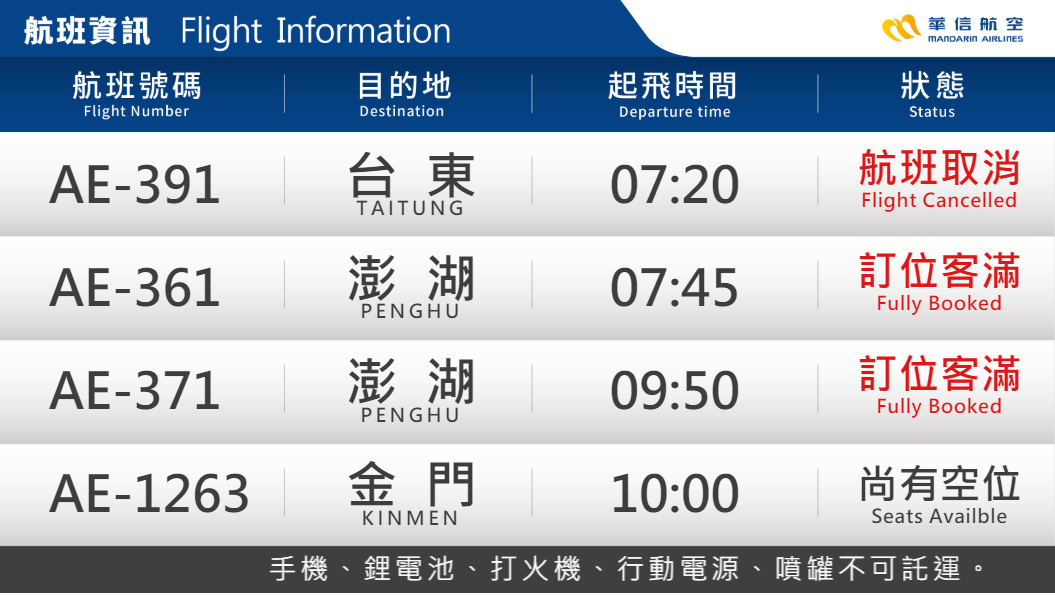 航班資訊 Flight Information
華信航空
MANDARIN AIRLINES
航班號碼 目的地 起飛時間 狀態
Flight Number Destination Departure time Status
AE-391 台東 07:20 航班取消
TAITUNG Flight Cancelled
AE-361 澎湖 07:45 訂位客滿
PENGHU Fully Booked
AE-371 澎湖 09:50 訂位客滿
PENGHU Fully Booked
AE-1263 金門 10:00 尚有空位
KINMEN Seats Availble
手機、鋰電池、打火機、行動電源、噴罐不可託運。